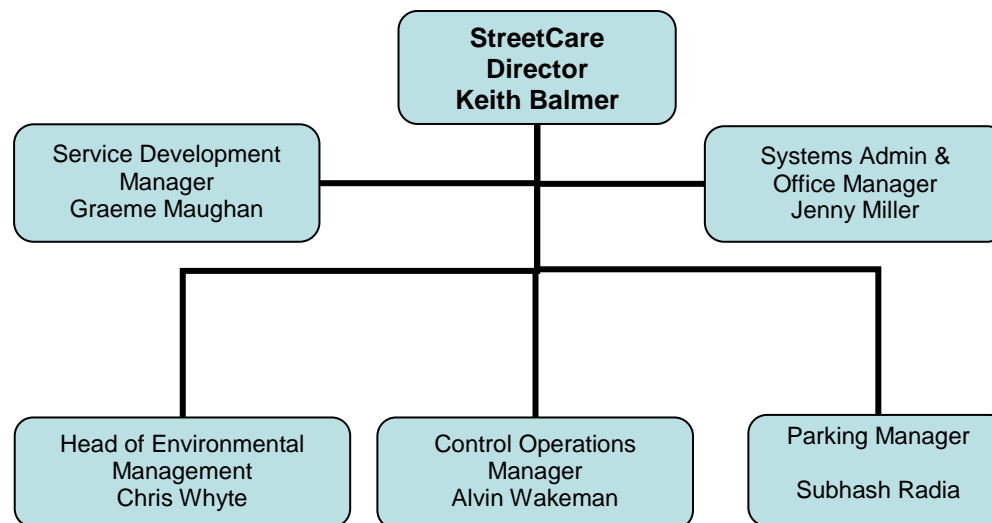 StreetCare
Director
Keith Balmer
Service Development
Manager
Graeme Maughan
Systems Admin &
Office Manager
Jenny Miller
Head of Environmental
Management
Chris Whyte
Control Operations
Manager
Alvin Wakeman
Parking Manager
Subhash Radia